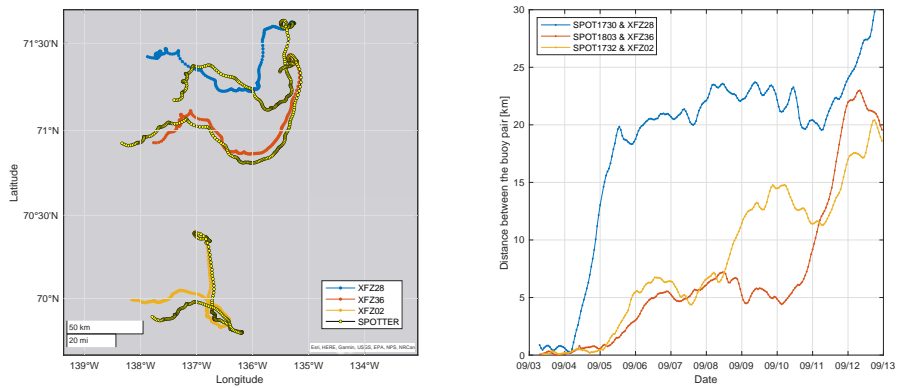 71°30'N
71°N
70°30'N
70°N
Latitude
50 km
20 mi
XFZ28
XFZ36
XFZ02
SPOTTER
Esri, HERE, Garmin, USGS, EPA, NPS, NRCan
139°W 138°W 137°W 136°W 135°W 134°W
Longitude
30
25
20
15
10
5
0
Distance between the buoy pair [km]
SPOT1730 & XFZ28
SPOT1803 & XFZ36
SPOT1732 & XFZ02
09/03 09/04 09/05 09/06 09/07 09/08 09/09 09/10 09/11 09/12 09/13
Date